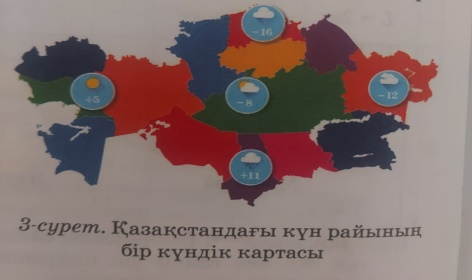 −16
+5
−8
−12
+11
3-сурет. Қазақстандағы күн райының
бір күндік картасы